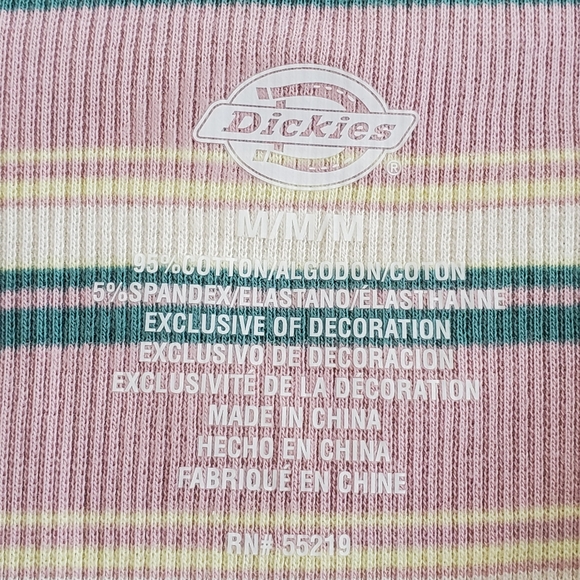 Dickies®
M/M/M
95%COTTON/ALGODON/COTON
5%SPANDEX/ELASTANO/ÉLASTHANNE
EXCLUSIVE OF DECORATION
EXCLUSIVO DE DECORACION
EXCLUSIVITÉ DE LA DÉCORATION
MADE IN CHINA
HECHO EN CHINA
FABRIQUÉ EN CHINE
RN# 55219